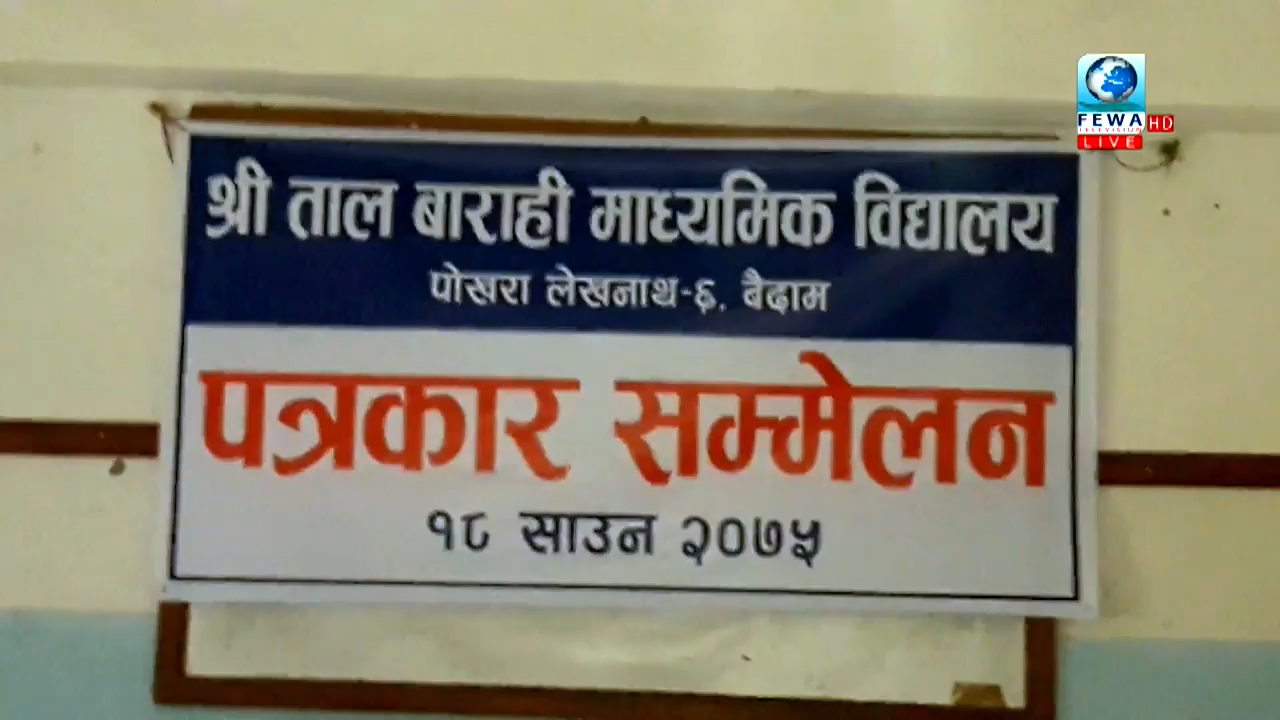 श्री ताल बाराही माध्यमिक विद्यालय
पोखरा लेखनाथ-६, बैदाम
पत्रकार सम्मेलन
१८ साउन २०७५
FEWA HD
TELEVISION
LIVE